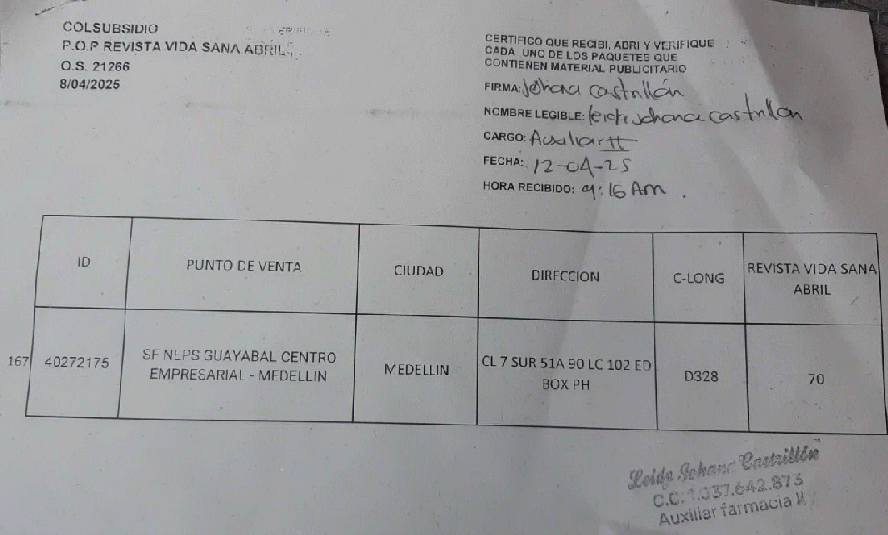 COLSUBSIDIO
P.O.P REVISTA VIDA SANA ABRIL
O.S. 21266
8/04/2025
CERTIFICO QUE RECIBI, ABRI Y VERIFIQUE
CADA UNO DE LOS PAQUETES QUE
CONTIENEN MATERIAL PUBLICITARIO
FIRMA: Johana Castrillón
NOMBRE LEGIBLE: leidy Johana Castrillon
CARGO: Auxiliar II
FECHA: 12-04-25
HORA RECIBIDO: 9:16 Am.
ID
PUNTO DE VENTA
CIUDAD
DIRECCION
C-LONG
REVISTA VIDA SANA
ABRIL
167
40272175
SF NEPS GUAYABAL CENTRO
EMPRESARIAL - MEDELLIN
MEDELLIN
CL 7 SUR 51A 90 LC 102 ED
BOX PH
D328
70
Leidy Johana Castrillón
C.C. 1.037.642.873
Auxiliar farmacia II